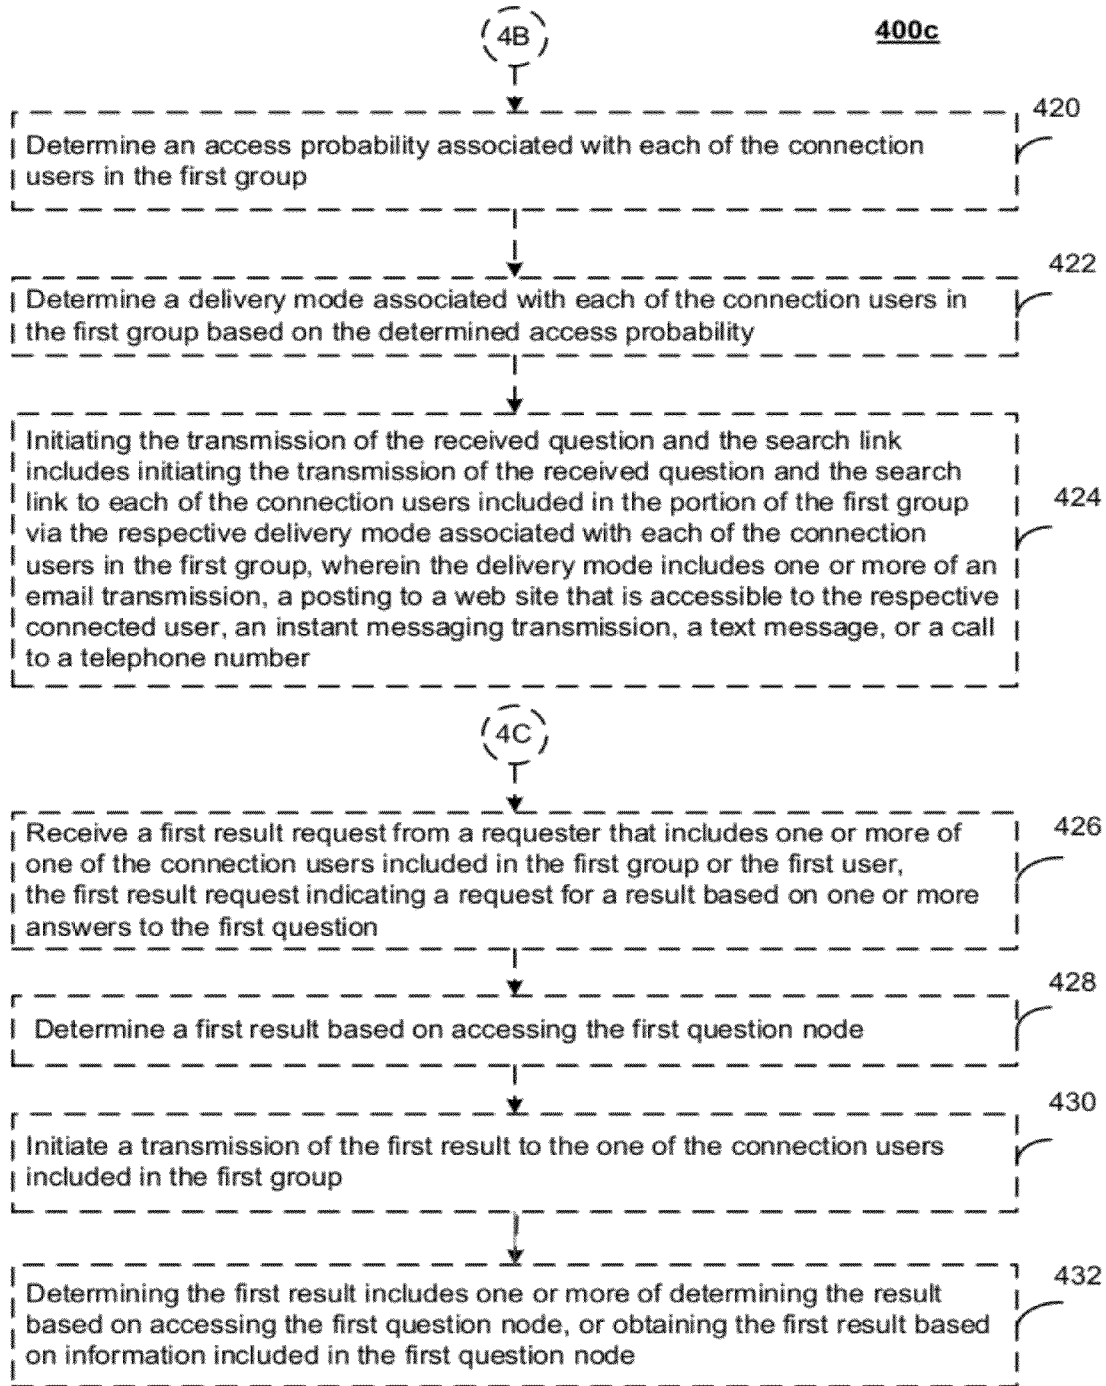 4B
400c
420
Determine an access probability associated with each of the connection
users in the first group
422
Determine a delivery mode associated with each of the connection users in
the first group based on the determined access probability
Initiating the transmission of the received question and the search link
includes initiating the transmission of the received question and the search
link to each of the connection users included in the portion of the first group
424
via the respective delivery mode associated with each of the connection
users in the first group, wherein the delivery mode includes one or more of an
email transmission, a posting to a web site that is accessible to the respective
connected user, an instant messaging transmission, a text message, or a call
to a telephone number
4C
426
Receive a first result request from a requester that includes one or more of
one of the connection users included in the first group or the first user,
the first result request indicating a request for a result based on one or more
answers to the first question
428
Determine a first result based on accessing the first question node
430
Initiate a transmission of the first result to the one of the connection users
included in the first group
432
Determining the first result includes one or more of determining the result
based on accessing the first question node, or obtaining the first result based
on information included in the first question node